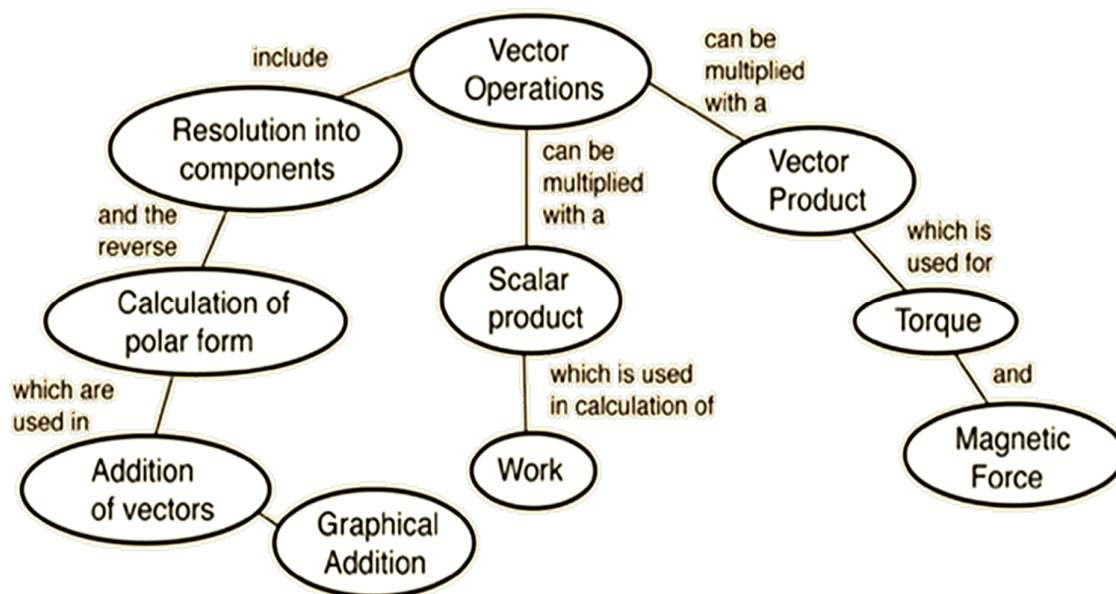 Vector
Operations
include
can be
multiplied
with a
Resolution into
components
can be
multiplied
with a
Vector
Product
and the
reverse
which is
used for
Calculation of
polar form
Scalar
product
Torque
which are
used in
which is used
in calculation of
and
Addition
of vectors
Work
Magnetic
Force
Graphical
Addition